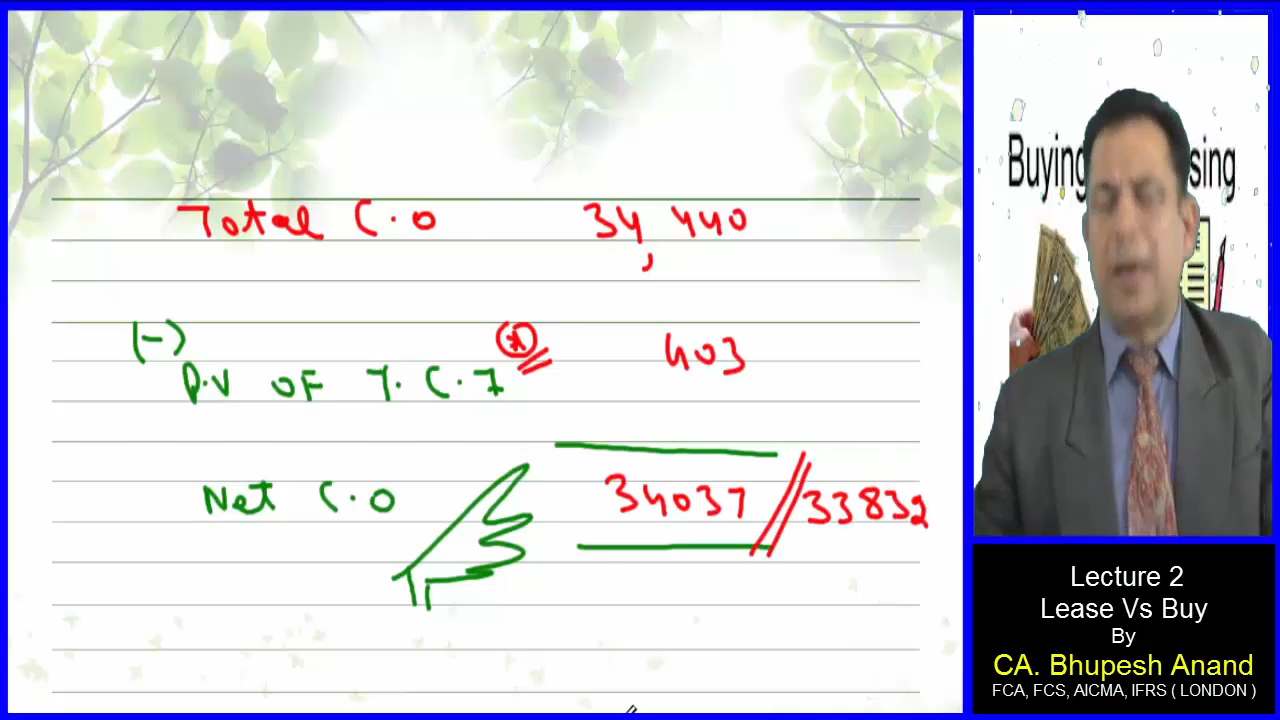 Total C.O 34,440
(-)
P.V OF T.C.I 403
Net C.O 34037 // 33832
Buying
sing
Lecture 2
Lease Vs Buy
By
CA. Bhupesh Anand
FCA, FCS, AICMA, IFRS ( LONDON )